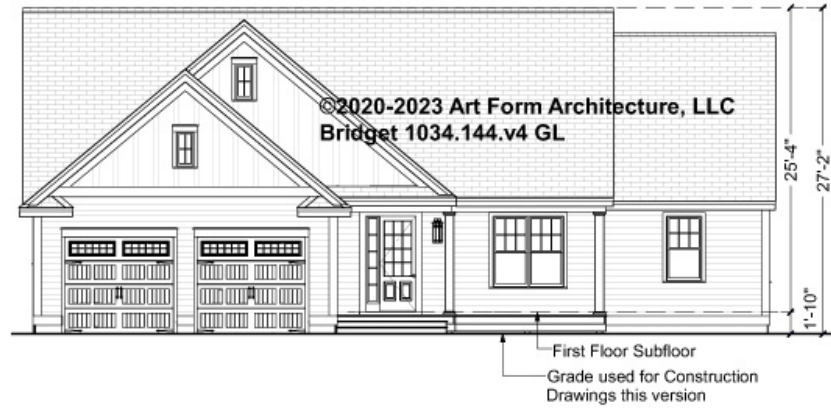 ©2020-2023 Art Form Architecture, LLC
Bridget 1034.144.v4 GL
25'-4"
27'-2"
1'-10"
First Floor Subfloor
Grade used for Construction
Drawings this version